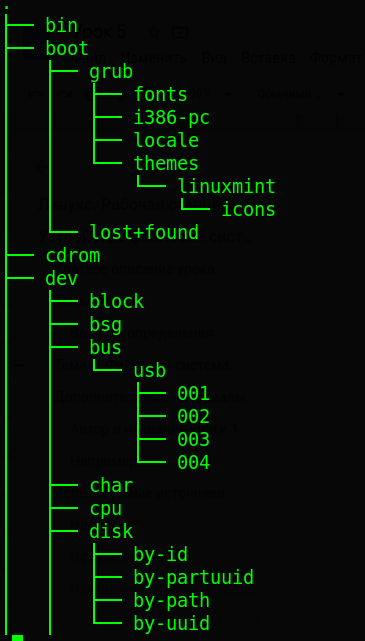 .
├── bin
├── boot
│   ├── grub
│   │   ├── fonts
│   │   ├── i386-pc
│   │   ├── locale
│   │   └── themes
│   │       └── linuxmint
│   │           └── icons
│   └── lost+found
├── cdrom
├── dev
│   ├── block
│   ├── bsg
│   ├── bus
│   │   └── usb
│   │       ├── 001
│   │       ├── 002
│   │       ├── 003
│   │       └── 004
│   ├── char
│   ├── cpu
│   ├── disk
│   │   ├── by-id
│   │   ├── by-partuuid
│   │   ├── by-path
│   │   └── by-uuid